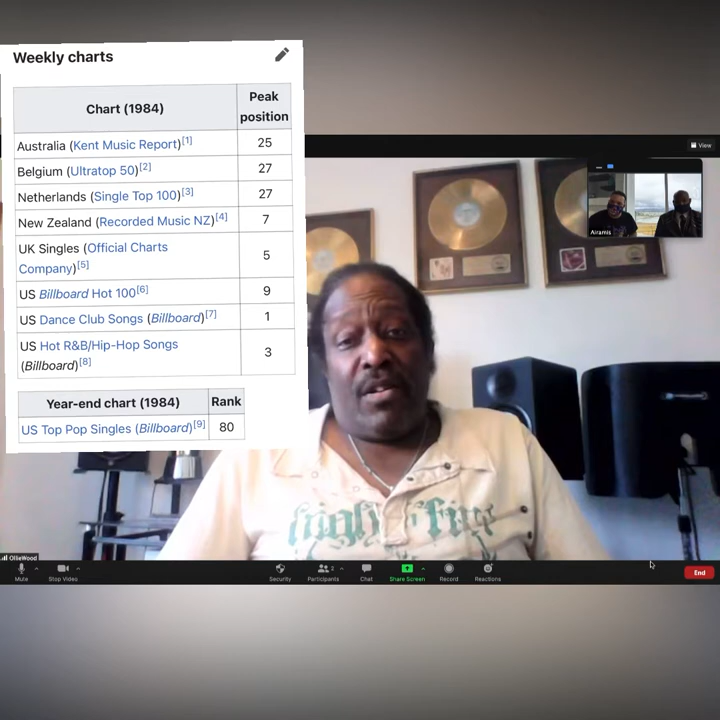 Weekly charts
Chart (1984) Peak position
Australia (Kent Music Report)[1] 25
Belgium (Ultratop 50)[2] 27
Netherlands (Single Top 100)[3] 27
New Zealand (Recorded Music NZ)[4] 7
UK Singles (Official Charts
Company)[5] 5
US Billboard Hot 100[6] 9
US Dance Club Songs (Billboard)[7] 1
US Hot R&B/Hip-Hop Songs
(Billboard)[8] 3
Year-end chart (1984) Rank
US Top Pop Singles (Billboard)[9] 80
View
Airamis
high fire
OllieWood
Mute
Stop Video
Security
Participants 2
Chat
Share Screen
Record
Reactions
End